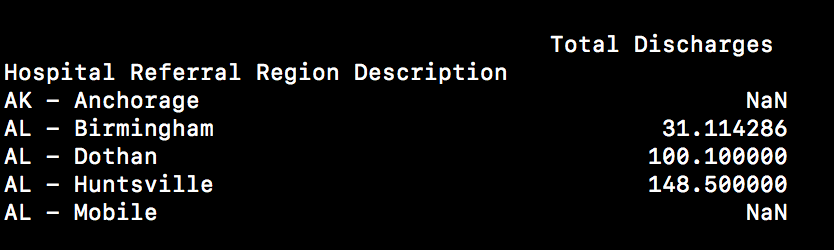 Total Discharges
Hospital Referral Region Description
AK – Anchorage NaN
AL – Birmingham 31.114286
AL – Dothan 100.100000
AL – Huntsville 148.500000
AL – Mobile NaN